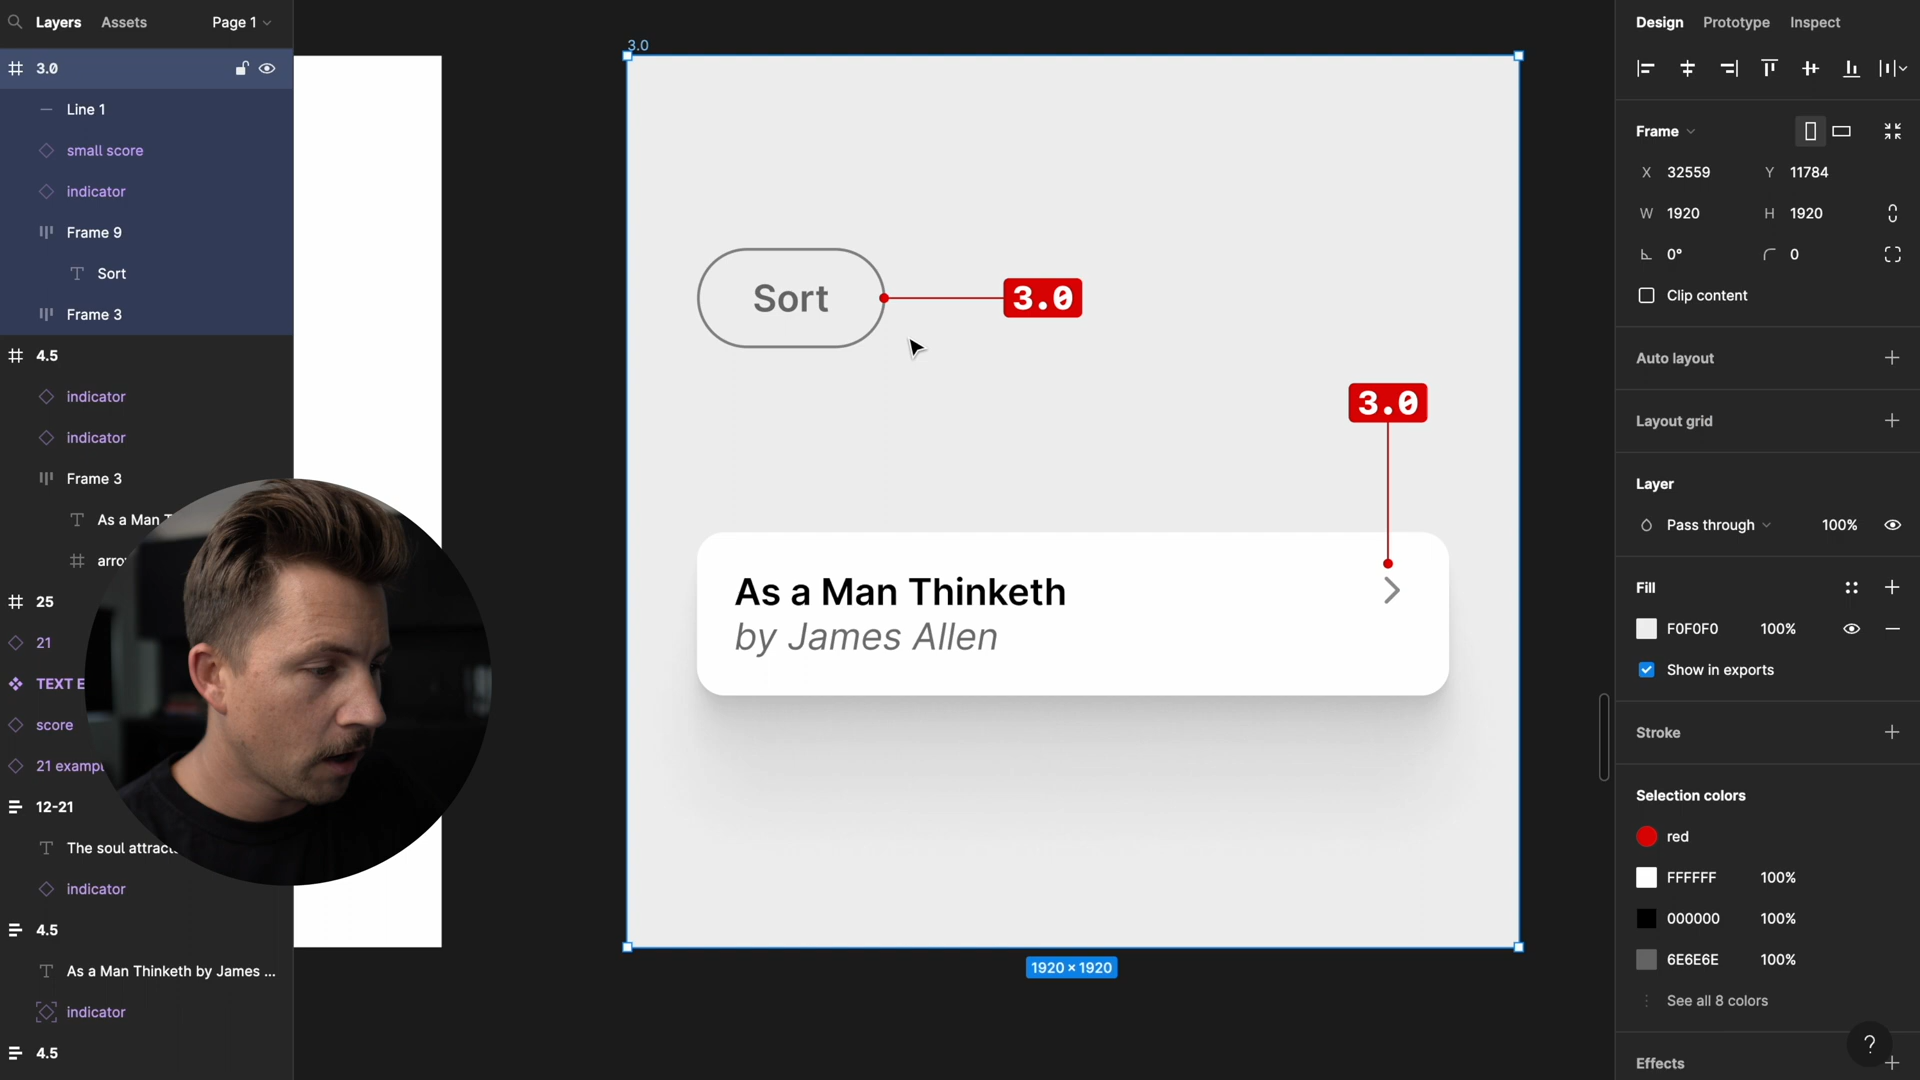 Layers Assets Page 1
3.0
Line 1
small score
indicator
Frame 9
Sort
Frame 3
4.5
indicator
indicator
Frame 3
As a Man
25
21
TEXT
score
21
12-21
The soul
indicator
4.5
As a Man Thinketh by James ...
indicator
4.5
3.0
Sort
3.0
3.0
As a Man Thinketh
by James Allen
1920 × 1920
Design Prototype Inspect
Frame
X 32559 Y 11784
W 1920 H 1920
0° 0
Clip content
Auto layout
Layout grid
Layer
Pass through 100%
Fill
F0F0F0 100%
Show in exports
Stroke
Selection colors
red
FFFFFF 100%
000000 100%
6E6E6E 100%
See all 8 colors
Effects
?